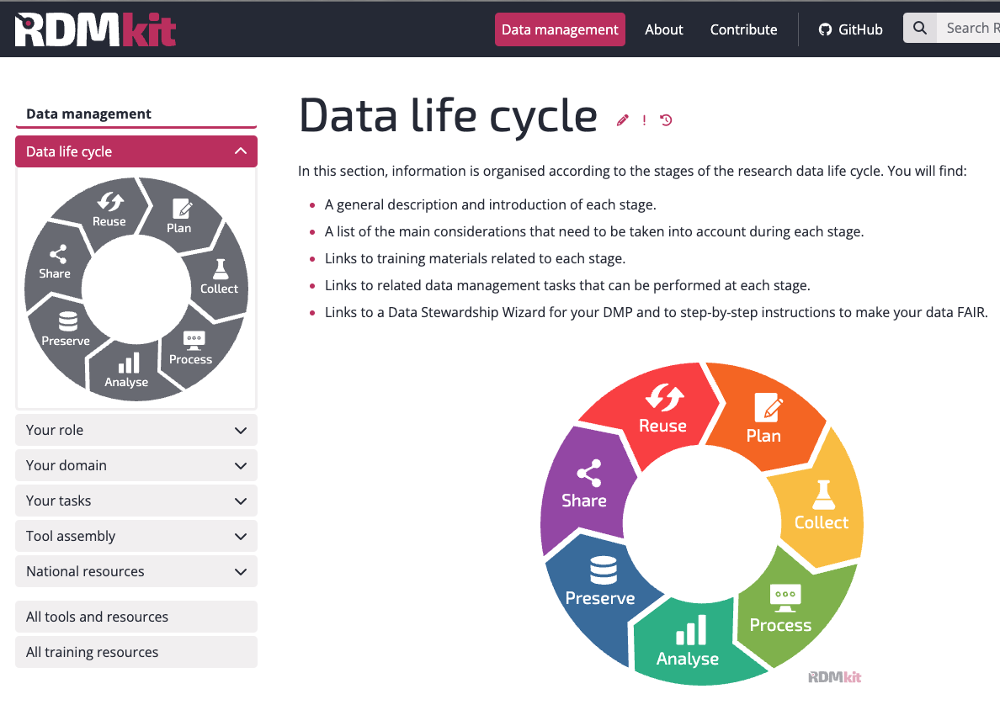 RDMkit
Data management
About
Contribute
GitHub
Search R
Data management
Data life cycle
Reuse
Plan
Share
Collect
Preserve
Process
Analyse
Your role
Your domain
Your tasks
Tool assembly
National resources
All tools and resources
All training resources
Data life cycle
In this section, information is organised according to the stages of the research data life cycle. You will find:
A general description and introduction of each stage.
A list of the main considerations that need to be taken into account during each stage.
Links to training materials related to each stage.
Links to related data management tasks that can be performed at each stage.
Links to a Data Stewardship Wizard for your DMP and to step-by-step instructions to make your data FAIR.
Reuse
Plan
Share
Collect
Preserve
Process
Analyse
RDMkit